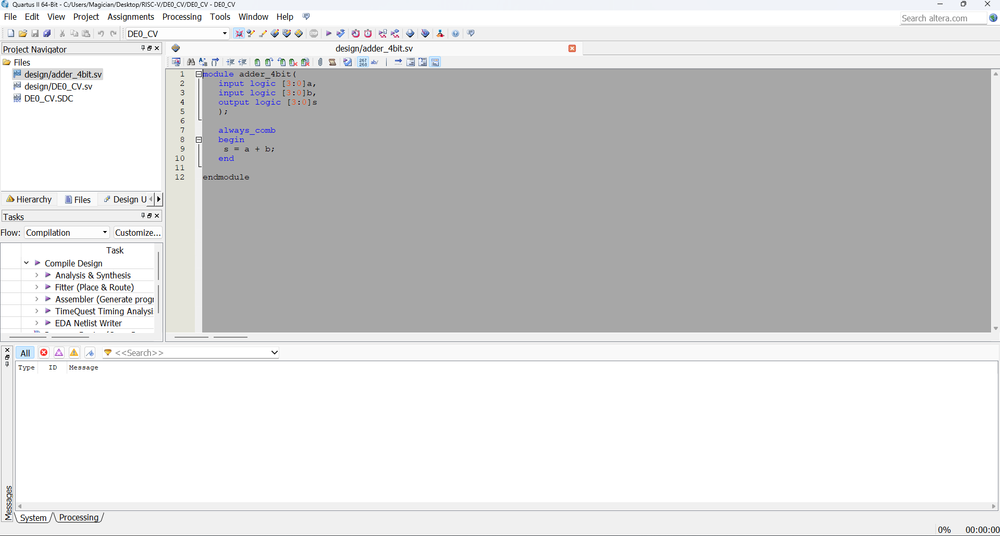 Quartus II 64-Bit - C:/Users/Magician/Desktop/RISC-V/DE0_CV/DE0_CV - DE0_CV
File Edit View Project Assignments Processing Tools Window Help
Search altera.com
DE0_CV
STOP
Project Navigator
Files
design/adder_4bit.sv
design/DE0_CV.sv
DE0_CV.SDC
Hierarchy Files Design U
Tasks
Flow: Compilation Customize...
Task
Compile Design
Analysis & Synthesis
Fitter (Place & Route)
Assembler (Generate progr
TimeQuest Timing Analysi
EDA Netlist Writer
design/adder_4bit.sv
267
268
ab/
1 module adder_4bit(
2 input logic [3:0]a,
3 input logic [3:0]b,
4 output logic [3:0]s
5 );
6
7 always_comb
8 begin
9 s = a + b;
10 end
11
12 endmodule
All <<Search>>
Type ID Message
Messages
System Processing
0% 00:00:00